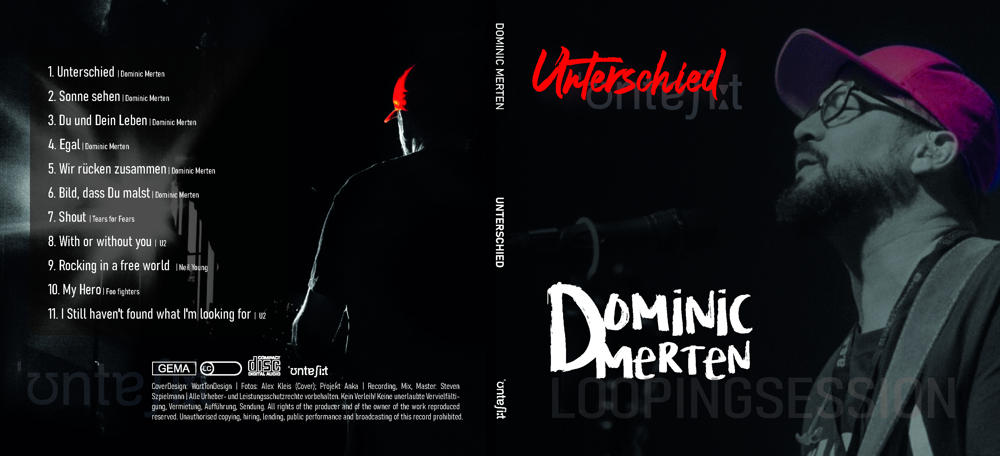 1. Unterschied | Dominic Merten
2. Sonne sehen | Dominic Merten
3. Du und Dein Leben | Dominic Merten
4. Egal | Dominic Merten
5. Wir rücken zusammen | Dominic Merten
6. Bild, dass Du malst | Dominic Merten
7. Shout | Tears for Fears
8. With or without you | U2
9. Rocking in a free world | Neil Young
10. My Hero | Foo fighters
11. I Still haven't found what I'm looking for | U2
GEMA LC COMPACT disc DIGITAL AUDIO 'ʊntɐʃi:t
'ʊntɐʃ
CoverDesign: WortTonDesign | Fotos: Alex Kleis (Cover); Projekt Anka | Recording, Mix, Master: Steven
Szpielmann | Alle Urheber- und Leistungsschutzrechte vorbehalten. Kein Verleih! Keine unerlaubte Vervielfälti-
gung, Vermietung, Aufführung, Sendung. All rights of the producer and of the owner of the work reproduced
reserved. Unauthorised copying, hiring, lending, public performance and broadcasting of this record prohibited.
DOMINIC MERTEN
UNTERSCHIED
'ʊntɐʃi:t
Unterschied
'ʊntɐʃi:t
DOMINIC
MERTEN
LOOPINGSESSION